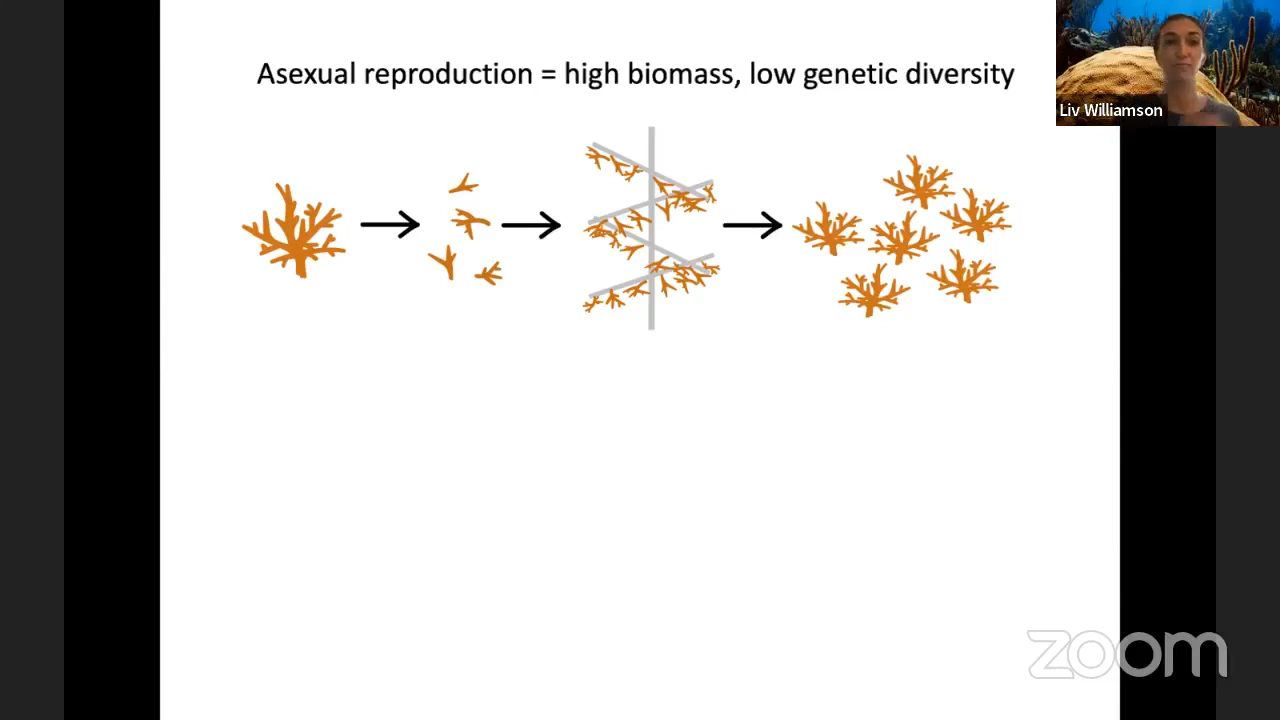 Asexual reproduction = high biomass, low genetic diversity
Liv Williamson
zoom